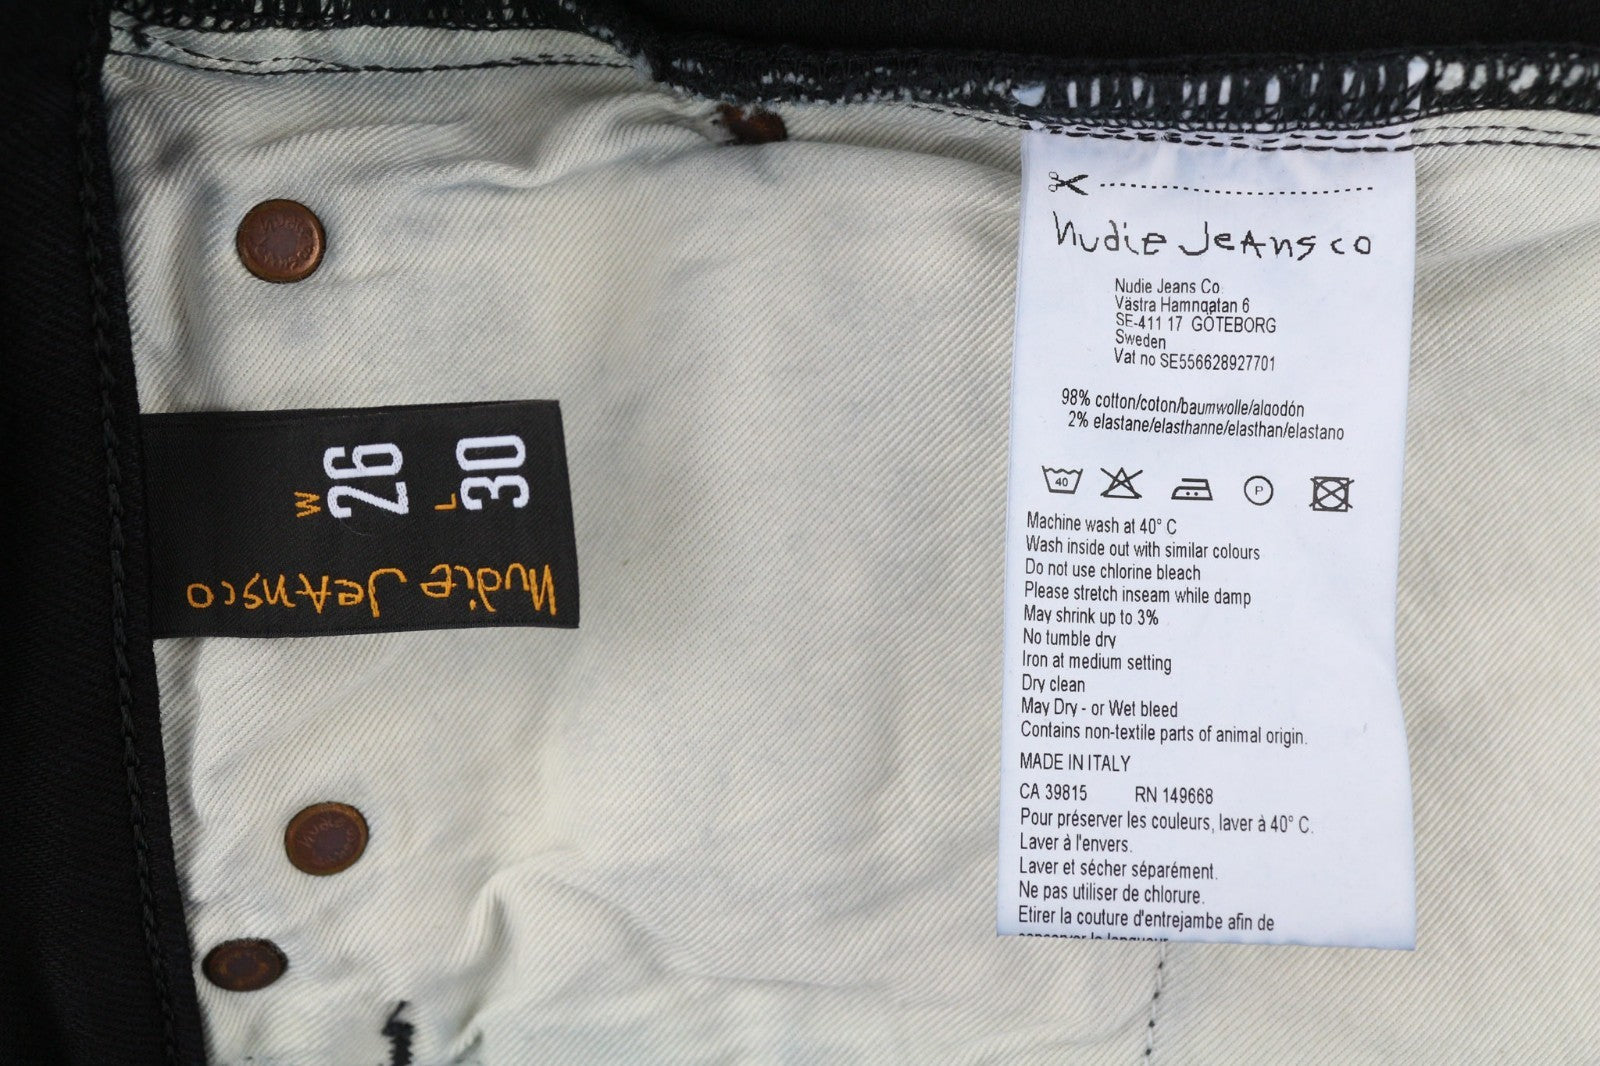 W
26
L
30
Nudie Jeans co
Nudie Jeans co
Nudie Jeans Co
Västra Hamngatan 6
SE-411 17 GÖTEBORG
Sweden
Vat no SE556628927701
98% cotton/coton/baumwolle/algodón
2% elastane/elasthanne/elasthan/elastano
40
P
Machine wash at 40° C
Wash inside out with similar colours
Do not use chlorine bleach
Please stretch inseam while damp
May shrink up to 3%
No tumble dry
Iron at medium setting
Dry clean
May Dry - or Wet bleed
Contains non-textile parts of animal origin.
MADE IN ITALY
CA 39815 RN 149668
Pour préserver les couleurs, laver à 40° C.
Laver à l'envers.
Laver et sécher séparément.
Ne pas utiliser de chlorure.
Etirer la couture d'entrejambe afin de